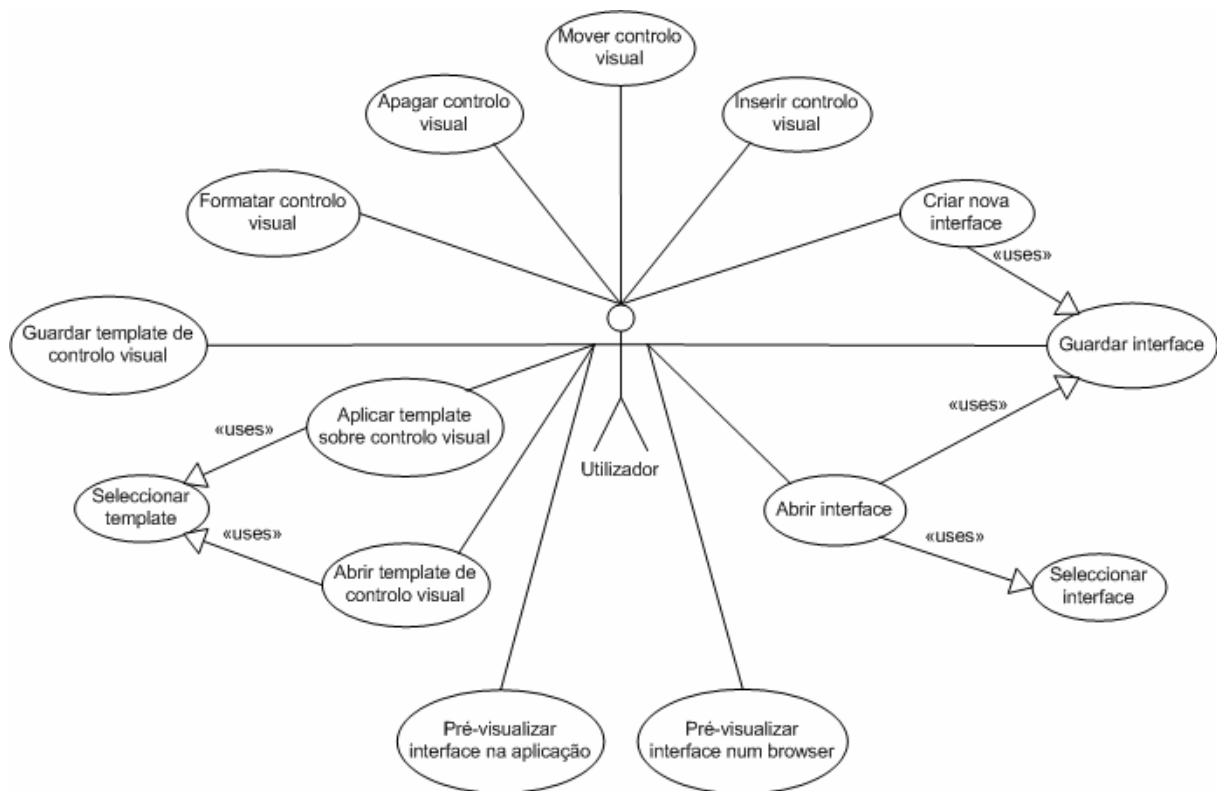 Mover controlo
visual
Apagar controlo
visual
Inserir controlo
visual
Formatar controlo
visual
Criar nova
interface
«uses»
Guardar template de
controlo visual
Guardar interface
Aplicar template
sobre controlo visual
«uses»
«uses»
Utilizador
Seleccionar
template
Abrir interface
«uses»
«uses»
Abrir template de
controlo visual
Seleccionar
interface
Pré-visualizar
interface na aplicação
Pré-visualizar
interface num browser